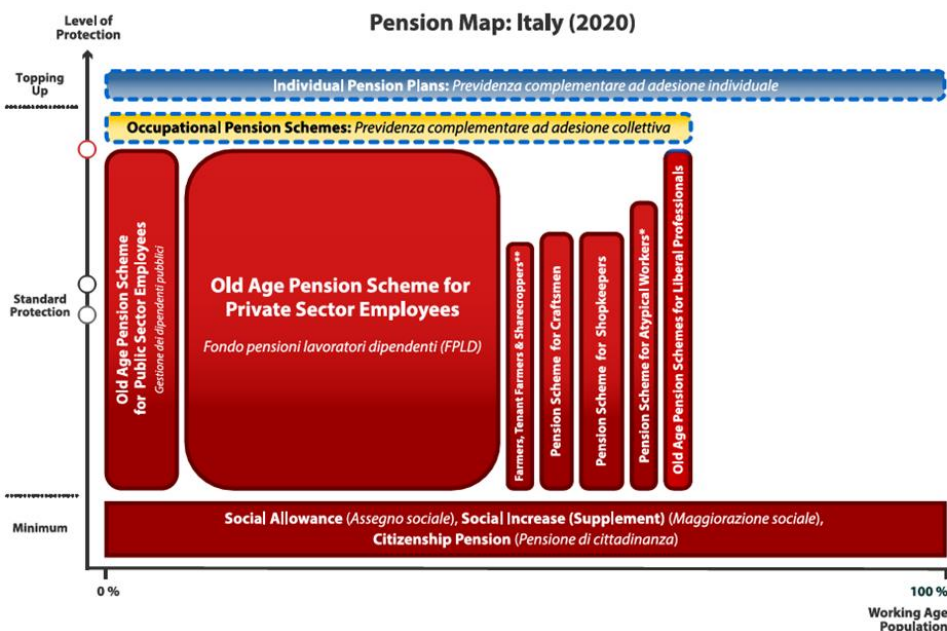 Level of
Protection
Pension Map: Italy (2020)
Topping
Up
Individual Pension Plans: Previdenza complementare ad adesione individuale
Occupational Pension Schemes: Previdenza complementare ad adesione collettiva
Standard
Protection
Old Age Pension Scheme
for Public Sector Employees
Gestione dei dipendenti pubblici
Old Age Pension Scheme for
Private Sector Employees
Fondo pensioni lavoratori dipendenti (FPLD)
Farmers, Tenant Farmers & Sharecroppers**
Pension Scheme for Craftsmen
Pension Scheme for Shopkeepers
Pension Scheme for Atypical Workers*
Old Age Pension Schemes for Liberal Professionals
Minimum
Social Allowance (Assegno sociale), Social Increase (Supplement) (Maggiorazione sociale),
Citizenship Pension (Pensione di cittadinanza)
0 %
100 %
Working Age
Population